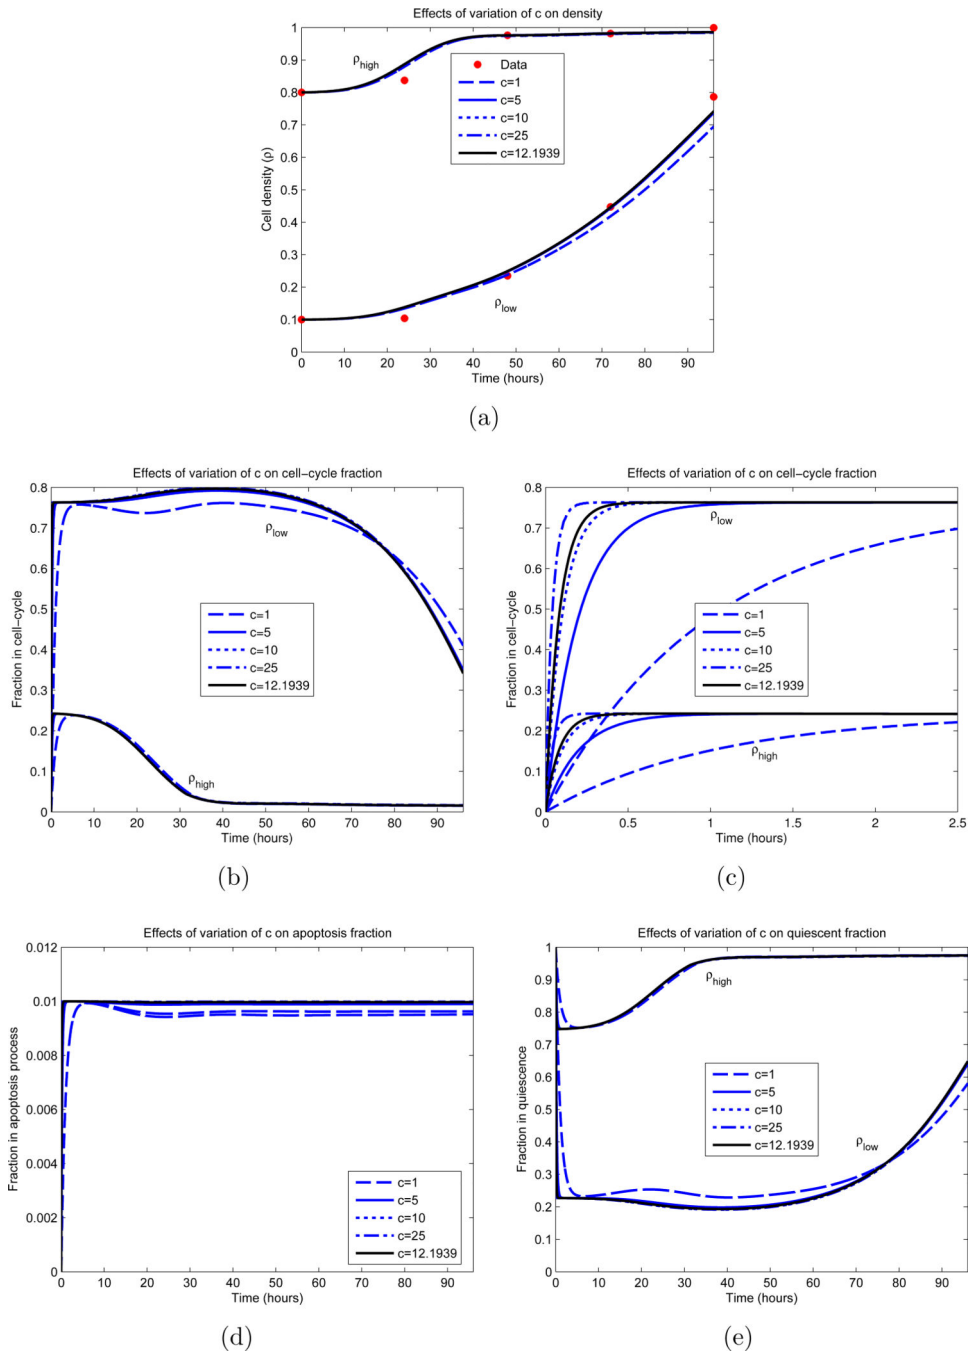 Effects of variation of c on density
1
0.9
0.8
0.7
0.6
0.5
0.4
0.3
0.2
0.1
0
Cell density (ρ)
ρhigh
Data
c=1
c=5
c=10
c=25
c=12.1939
ρlow
0 10 20 30 40 50 60 70 80 90
Time (hours)
(a)
Effects of variation of c on cell−cycle fraction
0.8
0.7
0.6
0.5
0.4
0.3
0.2
0.1
0
Fraction in cell−cycle
ρlow
c=1
c=5
c=10
c=25
c=12.1939
ρhigh
0 10 20 30 40 50 60 70 80 90
Time (hours)
(b)
Effects of variation of c on cell−cycle fraction
0.8
0.7
0.6
0.5
0.4
0.3
0.2
0.1
0
Fraction in cell−cycle
ρlow
c=1
c=5
c=10
c=25
c=12.1939
ρhigh
0 0.5 1 1.5 2 2.5
Time (hours)
(c)
Effects of variation of c on apoptosis fraction
0.012
0.01
0.008
0.006
0.004
0.002
0
Fraction in apoptosis process
c=1
c=5
c=10
c=25
c=12.1939
0 10 20 30 40 50 60 70 80 90
Time (hours)
(d)
Effects of variation of c on quiescent fraction
1
0.9
0.8
0.7
0.6
0.5
0.4
0.3
0.2
0.1
0
Fraction in quiescence
ρhigh
c=1
c=5
c=10
c=25
c=12.1939
ρlow
0 10 20 30 40 50 60 70 80 90
Time (hours)
(e)